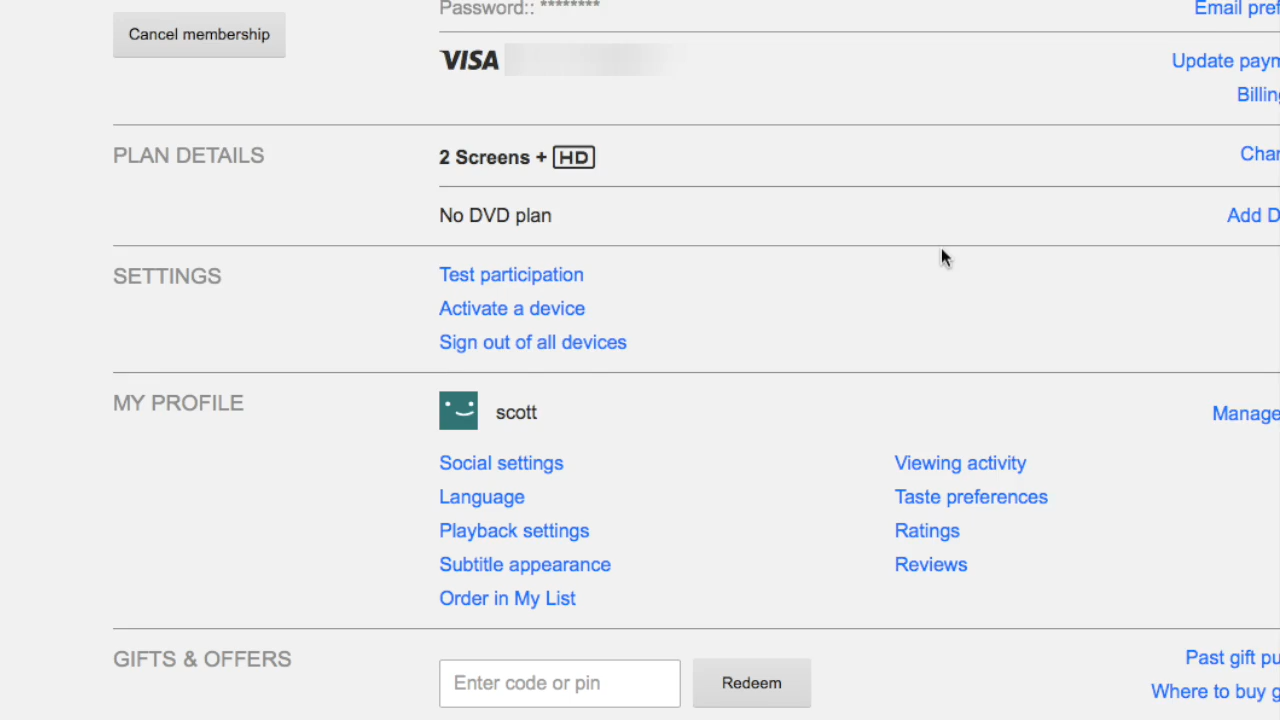 Password:: ********
Email pref
Cancel membership
VISA
Update paym
Billing
PLAN DETAILS
2 Screens + HD
Chan
No DVD plan
Add D
SETTINGS
Test participation
Activate a device
Sign out of all devices
MY PROFILE
scott
Manage
Social settings
Viewing activity
Language
Taste preferences
Playback settings
Ratings
Subtitle appearance
Reviews
Order in My List
GIFTS & OFFERS
Enter code or pin
Redeem
Past gift pu
Where to buy g